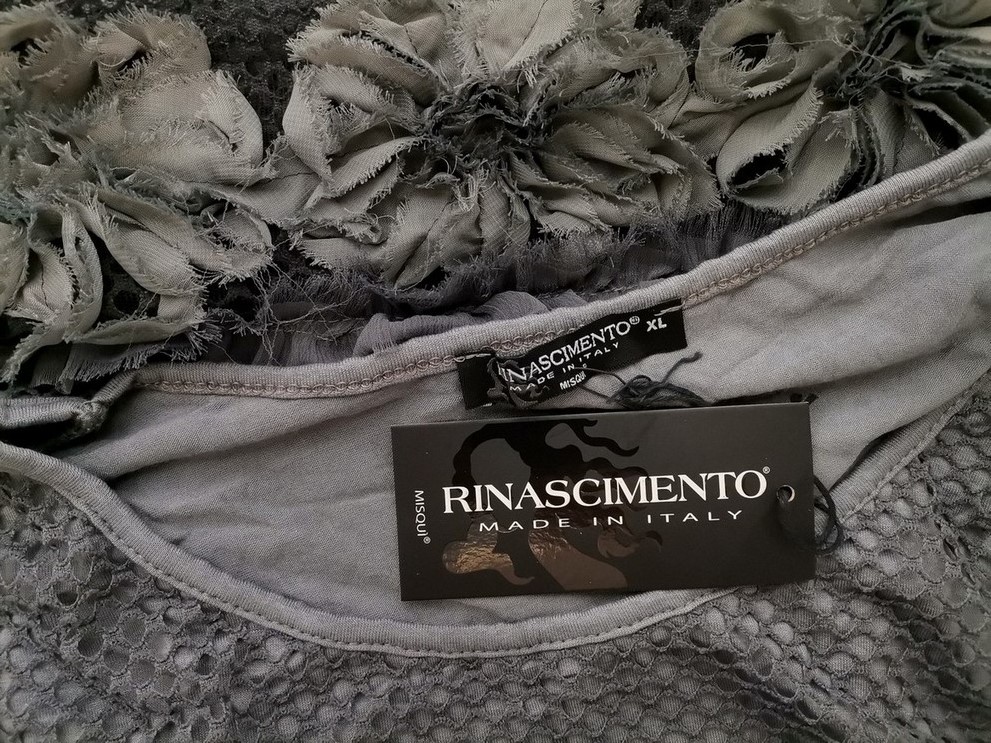 RINASCIMENTO® XL
MADE IN ITALY
MISQUI
RINASCIMENTO®
MADE IN ITALY
MISQUI®